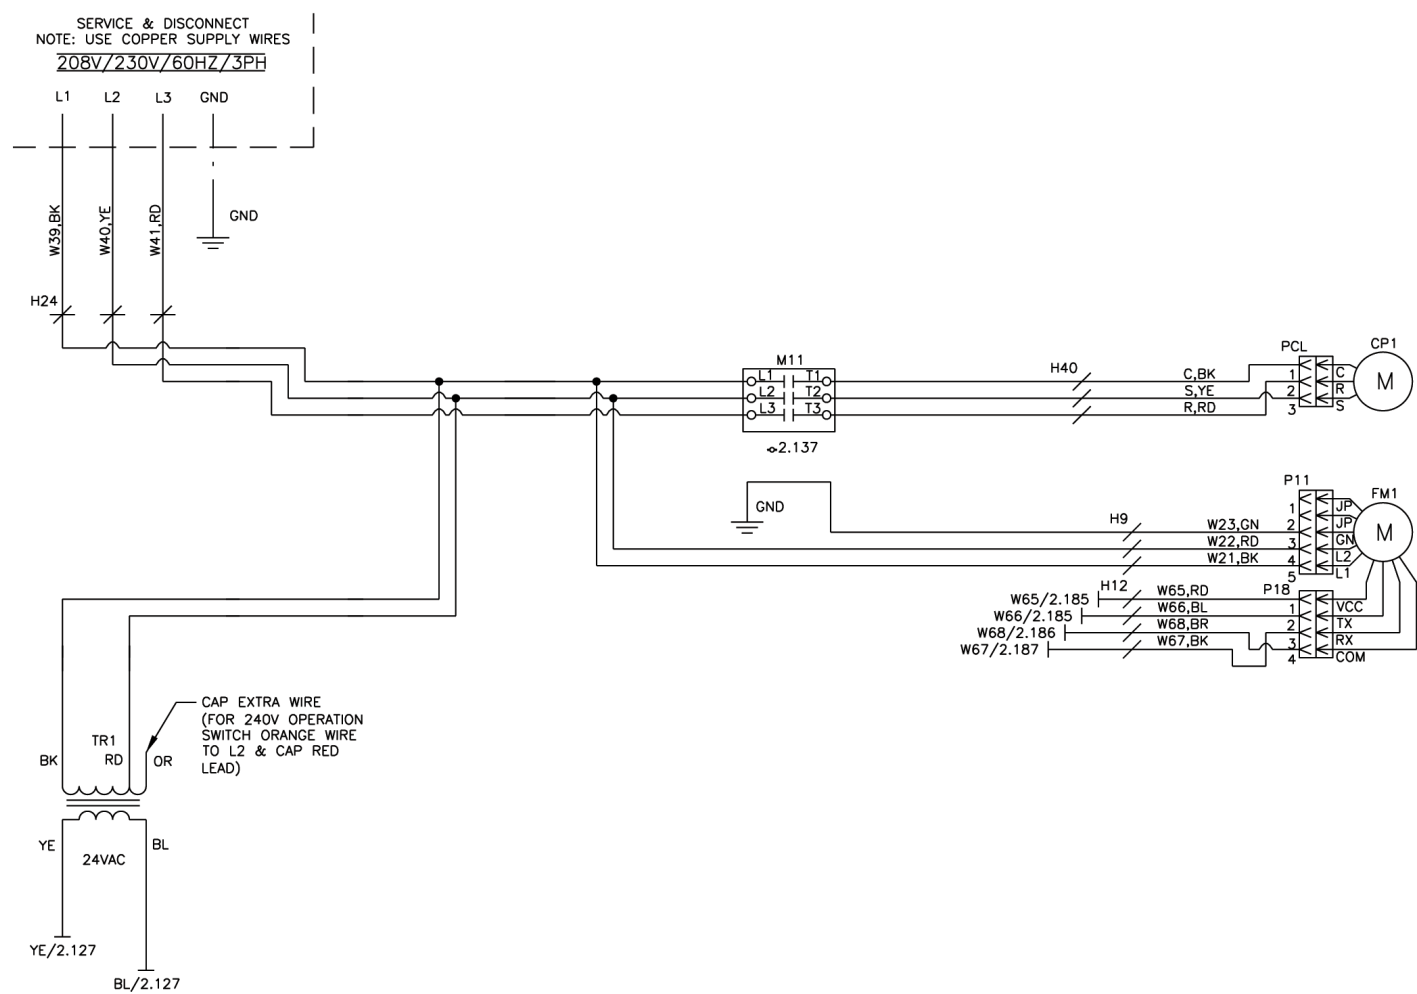 SERVICE & DISCONNECT
NOTE: USE COPPER SUPPLY WIRES
208V/230V/60HZ/3PH
L1
L2
L3
GND
W39,BK
W40,YE
W41,RD
GND
H24
M11
L1
T1
L2
T2
L3
T3
⌀2.137
H40
C,BK
S,YE
R,RD
PCL
1
2
3
C
R
S
CP1
M
GND
H9
W23,GN
W22,RD
W21,BK
P11
1
2
3
4
5
JP
JP
GN
L2
L1
FM1
M
H12
W65/2.185
W65,RD
W66/2.185
W66,BL
W68/2.186
W68,BR
W67/2.187
W67,BK
P18
1
2
3
4
VCC
TX
RX
COM
CAP EXTRA WIRE
(FOR 240V OPERATION
SWITCH ORANGE WIRE
TO L2 & CAP RED
LEAD)
TR1
BK
RD
OR
YE
BL
24VAC
YE/2.127
BL/2.127